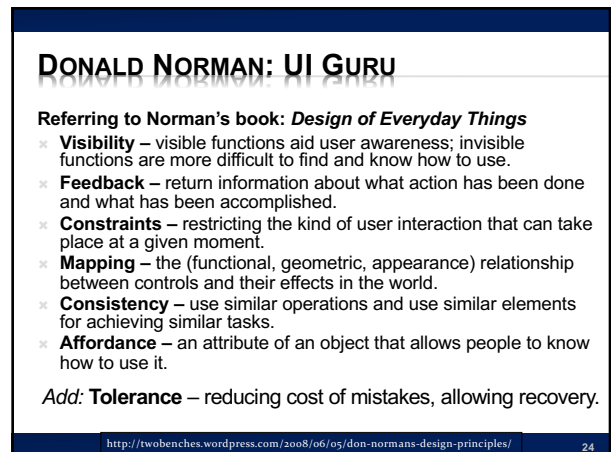 DONALD NORMAN: UI GURU
Referring to Norman's book: Design of Everyday Things
× Visibility – visible functions aid user awareness; invisible
functions are more difficult to find and know how to use.
× Feedback – return information about what action has been done
and what has been accomplished.
× Constraints – restricting the kind of user interaction that can take
place at a given moment.
× Mapping – the (functional, geometric, appearance) relationship
between controls and their effects in the world.
× Consistency – use similar operations and use similar elements
for achieving similar tasks.
× Affordance – an attribute of an object that allows people to know
how to use it.
Add: Tolerance – reducing cost of mistakes, allowing recovery.
http://twobenches.wordpress.com/2008/06/05/don-normans-design-principles/
24